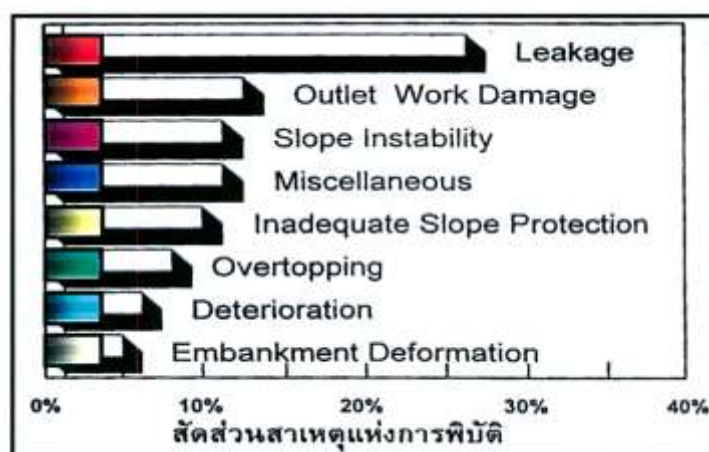 Leakage
Outlet Work Damage
Slope Instability
Miscellaneous
Inadequate Slope Protection
Overtopping
Deterioration
Embankment Deformation
0% 10% 20% 30% 40%
สัดส่วนสาเหตุแห่งการพิบัติ